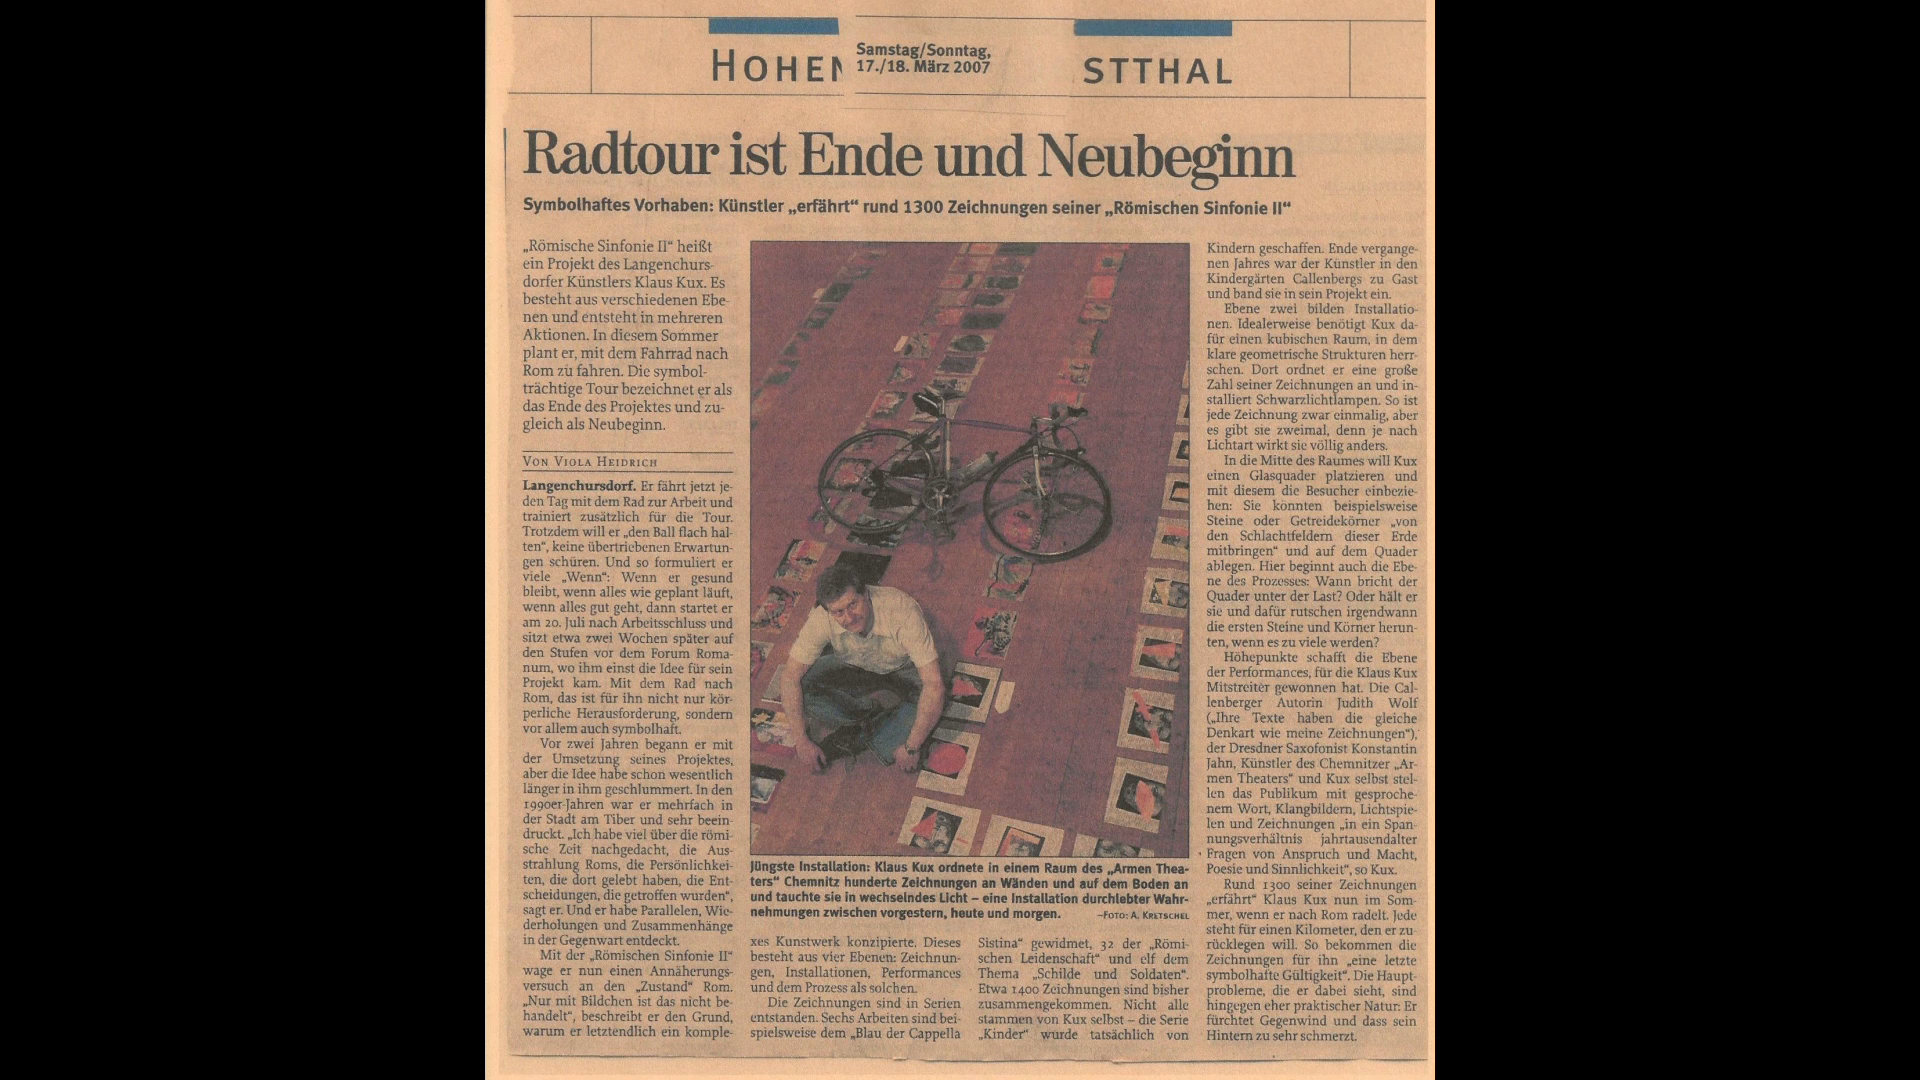 HOHEN
Samstag/Sonntag,
17./18. März 2007
STTHAL
Radtour ist Ende und Neubeginn
Symbolhaftes Vorhaben: Künstler „erfährt“ rund 1300 Zeichnungen seiner „Römischen Sinfonie II“
„Römische Sinfonie II“ heißt
ein Projekt des Langenchurs-
dorfer Künstlers Klaus Kux. Es
besteht aus verschiedenen Ebe-
nen und entsteht in mehreren
Aktionen. In diesem Sommer
plant er, mit dem Fahrrad nach
Rom zu fahren. Die symbol-
trächtige Tour bezeichnet er als
das Ende des Projektes und zu-
gleich als Neubeginn.
VON VIOLA HEIDRICH
Langenchursdorf. Er fährt jetzt je-
den Tag mit dem Rad zur Arbeit und
trainiert zusätzlich für die Tour.
Trotzdem will er „den Ball flach hal-
ten“, keine übertriebenen Erwartun-
gen schüren. Und so formuliert er
viele „Wenn“: Wenn er gesund
bleibt, wenn alles wie geplant läuft,
wenn alles gut geht, dann startet er
am 20. Juli nach Arbeitsschluss und
sitzt etwa zwei Wochen später auf
den Stufen vor dem Forum Roma-
num, wo ihm einst die Idee für sein
Projekt kam. Mit dem Rad nach
Rom, das ist für ihn nicht nur kör-
perliche Herausforderung, sondern
vor allem auch symbolhaft.
Vor zwei Jahren begann er mit
der Umsetzung seines Projektes,
aber die Idee habe schon wesentlich
länger in ihm geschlummert. In den
1990er-Jahren war er mehrfach in
der Stadt am Tiber und sehr beein-
druckt. „Ich habe viel über die römi-
sche Zeit nachgedacht, die Aus-
strahlung Roms, die Persönlichkei-
ten, die dort gelebt haben, die Ent-
scheidungen, die getroffen wurden“,
sagt er. Und er habe Parallelen, Wie-
derholungen und Zusammenhänge
in der Gegenwart entdeckt.
Mit der „Römischen Sinfonie II“
wage er nun einen Annäherungs-
versuch an den „Zustand“ Rom.
„Nur mit Bildchen ist das nicht be-
handelt“, beschreibt er den Grund,
warum er letztendlich ein komple-
Jüngste Installation: Klaus Kux ordnete in einem Raum des „Armen Thea-
ters“ Chemnitz hunderte Zeichnungen an Wänden und auf dem Boden an
und tauchte sie in wechselndes Licht – eine Installation durchlebter Wahr-
nehmungen zwischen vorgestern, heute und morgen. –FOTO: A. KRETSCHEL
xes Kunstwerk konzipierte. Dieses
besteht aus vier Ebenen: Zeichnun-
gen, Installationen, Performances
und dem Prozess als solchen.
Die Zeichnungen sind in Serien
entstanden. Sechs Arbeiten sind bei-
spielsweise dem „Blau der Cappella
Sistina“ gewidmet, 32 der „Römi-
schen Leidenschaft“ und elf dem
Thema „Schilde und Soldaten“.
Etwa 1400 Zeichnungen sind bisher
zusammengekommen. Nicht alle
stammen von Kux selbst – die Serie
„Kinder“ wurde tatsächlich von
Kindern geschaffen. Ende vergange-
nen Jahres war der Künstler in den
Kindergärten Callenbergs zu Gast
und band sie in sein Projekt ein.
Ebene zwei bilden Installatio-
nen. Idealerweise benötigt Kux da-
für einen kubischen Raum, in dem
klare geometrische Strukturen herr-
schen. Dort ordnet er eine große
Zahl seiner Zeichnungen an und in-
stalliert Schwarzlichtlampen. So ist
jede Zeichnung zwar einmalig, aber
es gibt sie zweimal, denn je nach
Lichtart wirkt sie völlig anders.
In die Mitte des Raumes will Kux
einen Glasquader platzieren und
mit diesem die Besucher einbezie-
hen: Sie könnten beispielsweise
Steine oder Getreidekörner „von
den Schlachtfeldern dieser Erde
mitbringen“ und auf dem Quader
ablegen. Hier beginnt auch die Ebe-
ne des Prozesses: Wann bricht der
Quader unter der Last? Oder hält er
sie und dafür rutschen irgendwann
die ersten Steine und Körner herun-
ten, wenn es zu viele werden?
Höhepunkte schafft die Ebene
der Performances, für die Klaus Kux
Mitstreiter gewonnen hat. Die Cal-
lenberger Autorin Judith Wolf
(„Ihre Texte haben die gleiche
Denkart wie meine Zeichnungen“),
der Dresdner Saxofonist Konstantin
Jahn, Künstler des Chemnitzer „Ar-
men Theaters“ und Kux selbst stel-
len das Publikum mit gesproche-
nem Wort, Klangbildern, Lichtspie-
len und Zeichnungen „in ein Span-
nungsverhältnis jahrtausendalter
Fragen von Anspruch und Macht,
Poesie und Sinnlichkeit“, so Kux.
Rund 1300 seiner Zeichnungen
„erfährt“ Klaus Kux nun im Som-
mer, wenn er nach Rom radelt. Jede
steht für einen Kilometer, den er zu-
rücklegen will. So bekommen die
Zeichnungen für ihn „eine letzte
symbolhafte Gültigkeit“. Die Haupt-
probleme, die er dabei sieht, sind
hingegen eher praktischer Natur: Er
fürchtet Gegenwind und dass sein
Hintern zu sehr schmerzt.